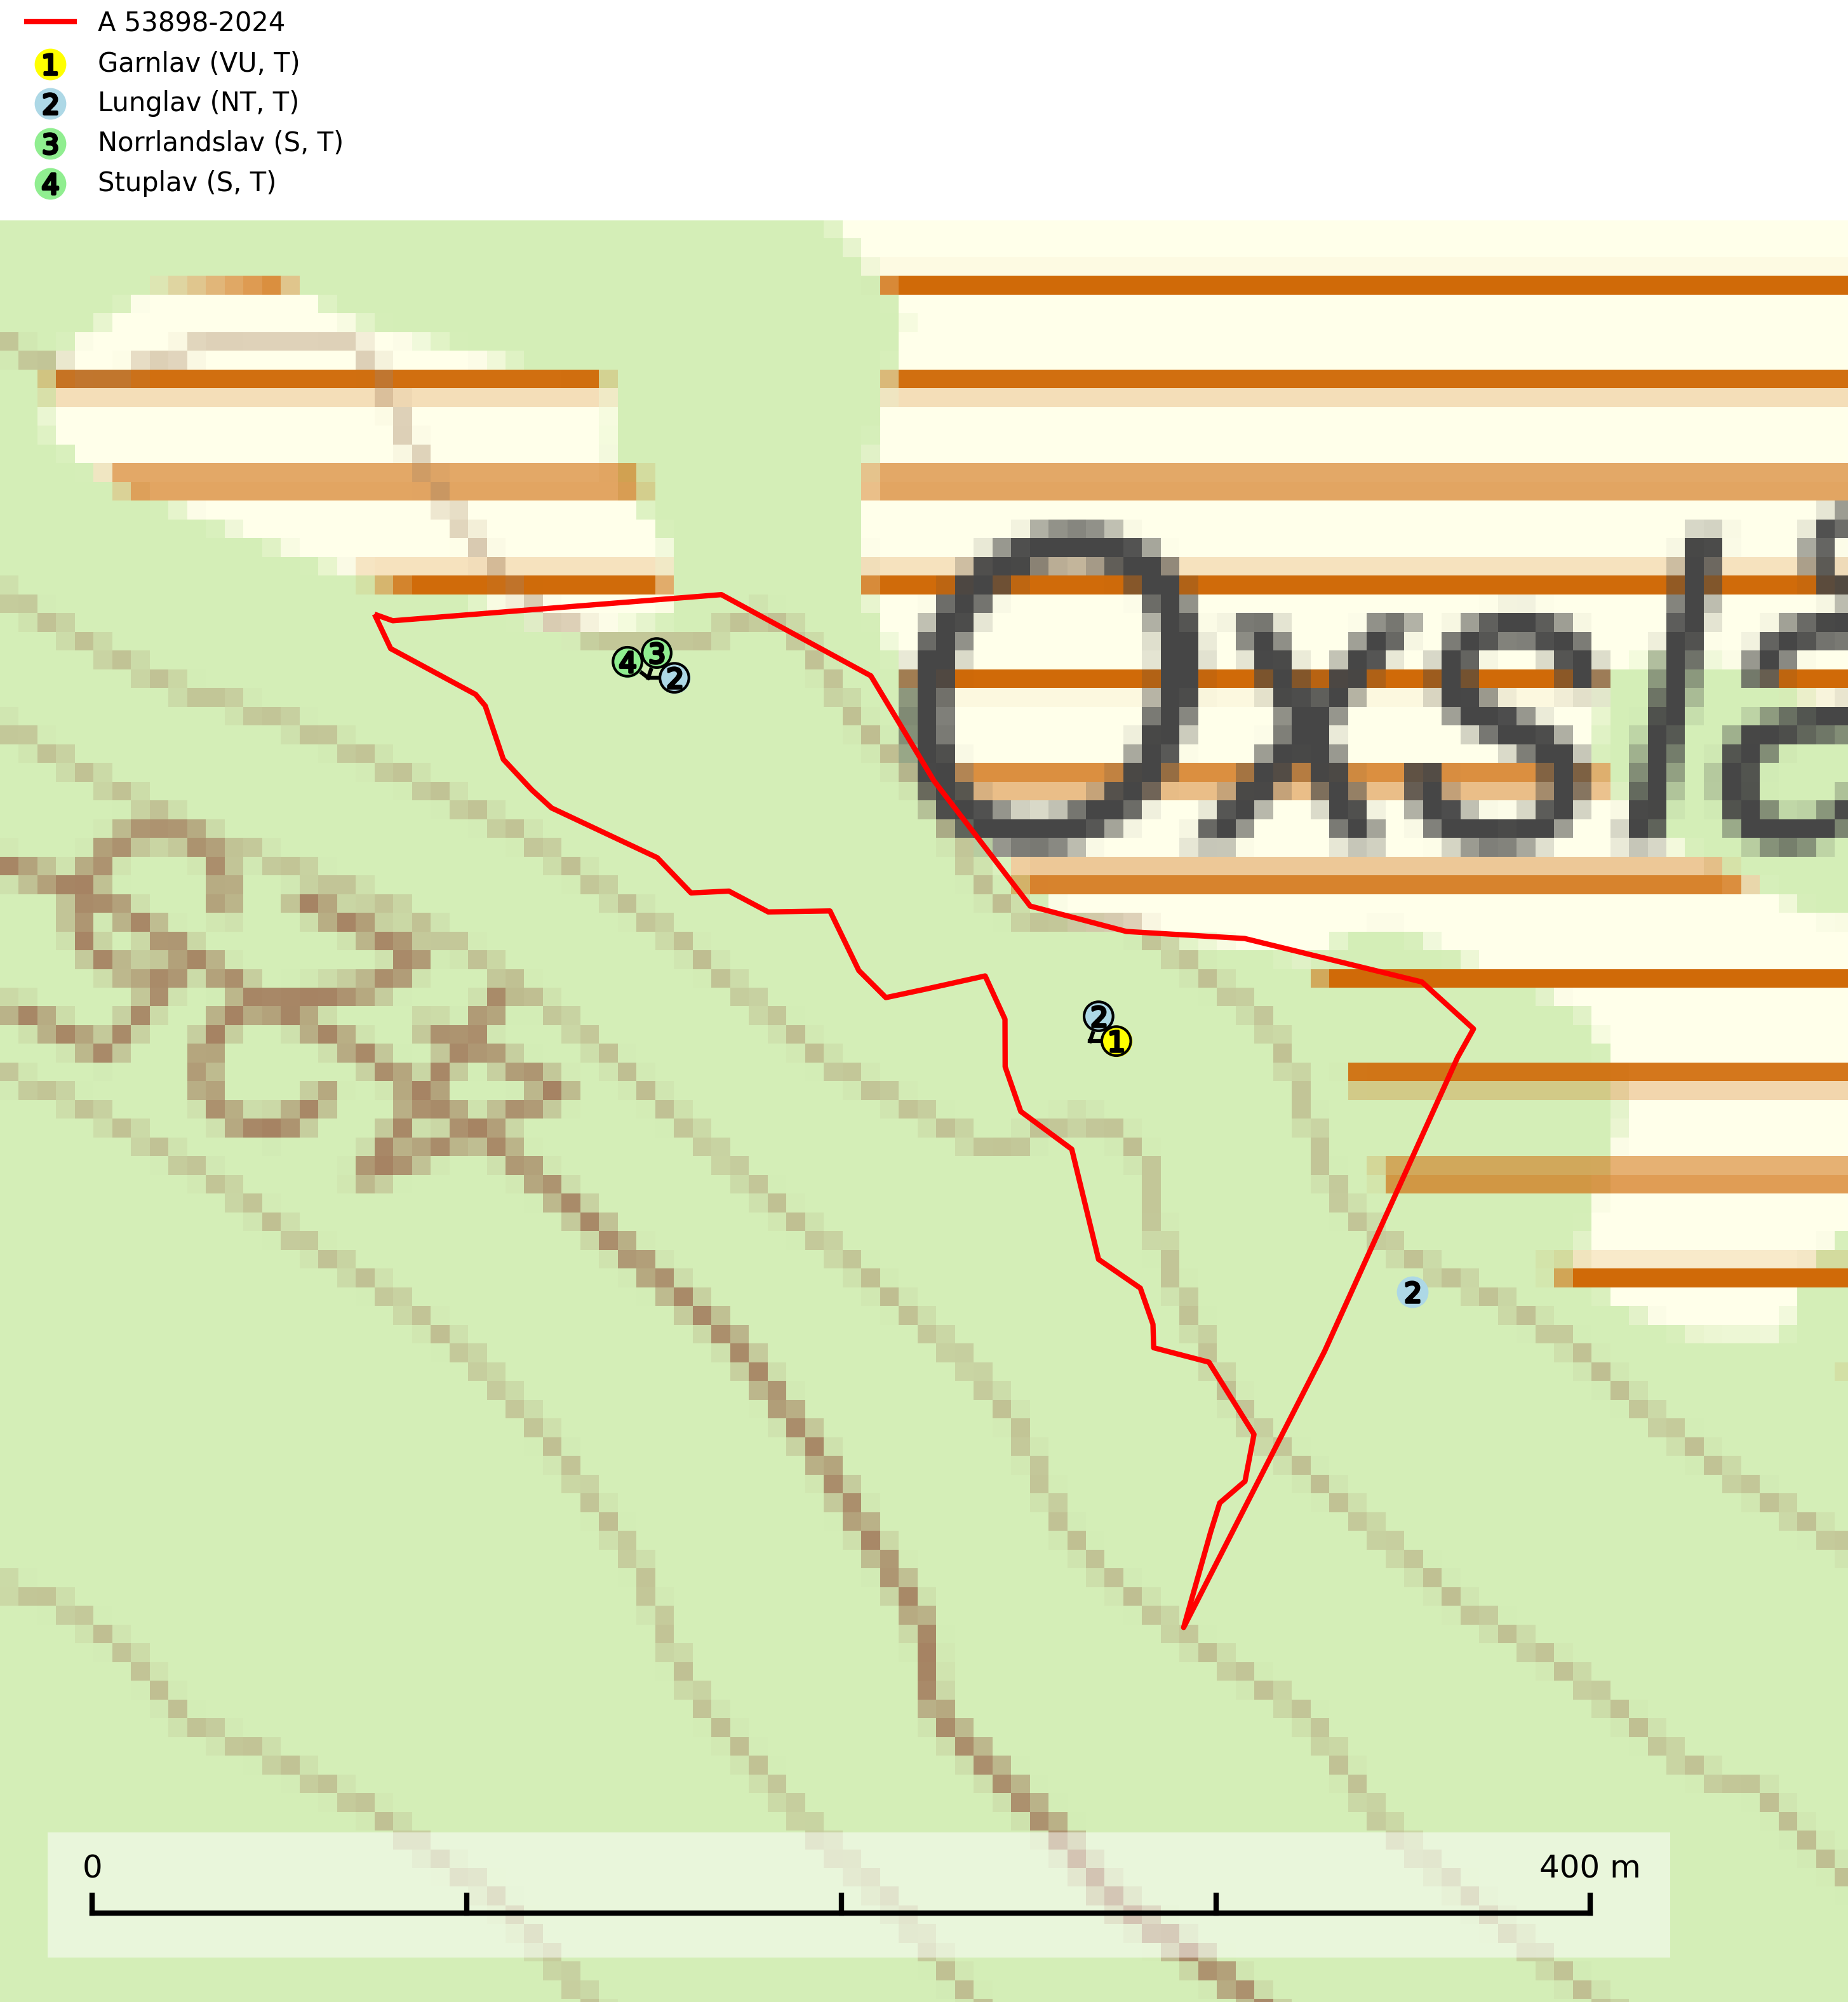 A 53898-2024
1 Garnlav (VU, T)
2 Lunglav (NT, T)
3 Norrlandslav (S, T)
4 Stuplav (S, T)
4 3 2
2 1
2
0 400 m